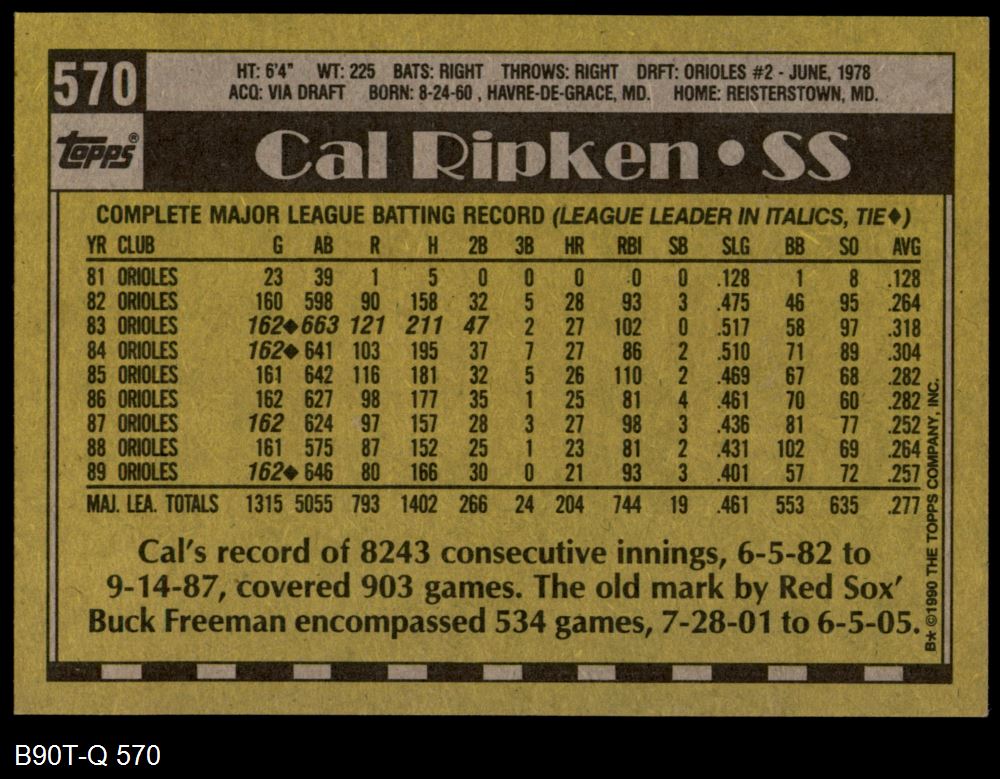 570
HT: 6'4" WT: 225 BATS: RIGHT THROWS: RIGHT DRFT: ORIOLES #2 - JUNE, 1978
ACQ: VIA DRAFT BORN: 8-24-60 , HAVRE-DE-GRACE, MD. HOME: REISTERSTOWN, MD.
topps®
Cal Ripken • SS
COMPLETE MAJOR LEAGUE BATTING RECORD (LEAGUE LEADER IN ITALICS, TIE♦)
YR CLUB G AB R H 2B 3B HR RBI SB SLG BB SO AVG
81 ORIOLES 23 39 1 5 0 0 0 0 0 .128 1 8 .128
82 ORIOLES 160 598 90 158 32 5 28 93 3 .475 46 95 .264
83 ORIOLES 162♦ 663 121 211 47 2 27 102 0 .517 58 97 .318
84 ORIOLES 162♦ 641 103 195 37 7 27 86 2 .510 71 89 .304
85 ORIOLES 161 642 116 181 32 5 26 110 2 .469 67 68 .282
86 ORIOLES 162 627 98 177 35 1 25 81 4 .461 70 60 .282
87 ORIOLES 162 624 97 157 28 3 27 98 3 .436 81 77 .252
88 ORIOLES 161 575 87 152 25 1 23 81 2 .431 102 69 .264
89 ORIOLES 162♦ 646 80 166 30 0 21 93 3 .401 57 72 .257
MAJ. LEA. TOTALS 1315 5055 793 1402 266 24 204 744 19 .461 553 635 .277
Cal's record of 8243 consecutive innings, 6-5-82 to
9-14-87, covered 903 games. The old mark by Red Sox'
Buck Freeman encompassed 534 games, 7-28-01 to 6-5-05.
B* ©1990 THE TOPPS COMPANY, INC.
B90T-Q 570